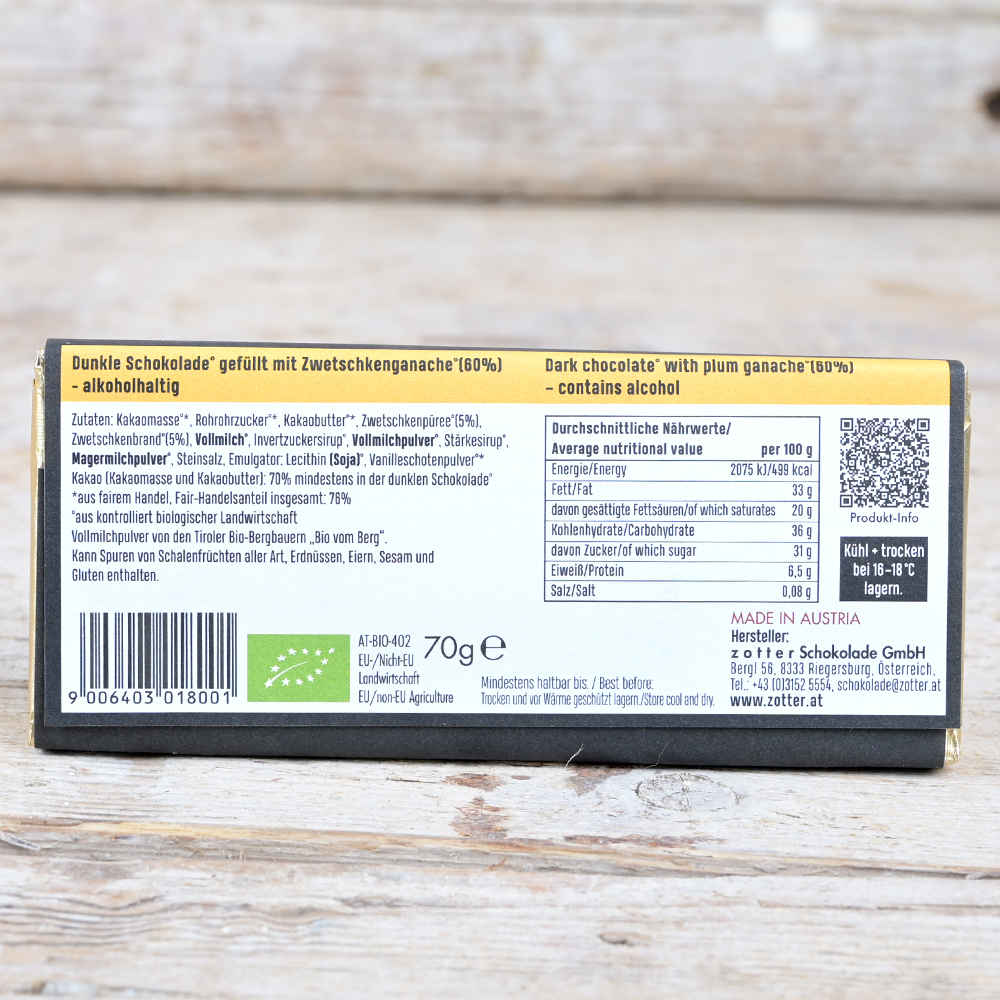 Dunkle Schokolade° gefüllt mit Zwetschkenganache°(60%)
- alkoholhaltig
Dark chocolate° with plum ganache°(60%)
– contains alcohol
Zutaten: Kakaomasse°*, Rohrohrzucker°*, Kakaobutter°*, Zwetschkenpüree°(5%),
Zwetschkenbrand°(5%), Vollmilch°, Invertzuckersirup°, Vollmilchpulver°, Stärkesirup°,
Magermilchpulver°, Steinsalz, Emulgator: Lecithin (Soja)°, Vanilleschotenpulver°*
Kakao (Kakaomasse und Kakaobutter): 70% mindestens in der dunklen Schokolade°
*aus fairem Handel, Fair-Handelsanteil insgesamt: 76%
°aus kontrolliert biologischer Landwirtschaft
Vollmilchpulver von den Tiroler Bio-Bergbauern „Bio vom Berg“.
Kann Spuren von Schalenfrüchten aller Art, Erdnüssen, Eiern, Sesam und
Gluten enthalten.
Durchschnittliche Nährwerte/
Average nutritional value per 100 g
Energie/Energy 2075 kJ/499 kcal
Fett/Fat 33 g
davon gesättigte Fettsäuren/of which saturates 20 g
Kohlenhydrate/Carbohydrate 36 g
davon Zucker/of which sugar 31 g
Eiweiß/Protein 6,5 g
Salz/Salt 0,08 g
Produkt-Info
Kühl + trocken
bei 16–18°C
lagern.
9 006403 018001
AT-BIO-402
EU-/Nicht-EU
Landwirtschaft
EU/non-EU Agriculture
70g ℮
Mindestens haltbar bis. / Best before:
Trocken und vor Wärme geschützt lagern./Store cool and dry.
MADE IN AUSTRIA
Hersteller:
zotter Schokolade GmbH
Bergl 56, 8333 Riegersburg, Österreich,
Tel.: +43 (0)3152 5554, schokolade@zotter.at
www.zotter.at